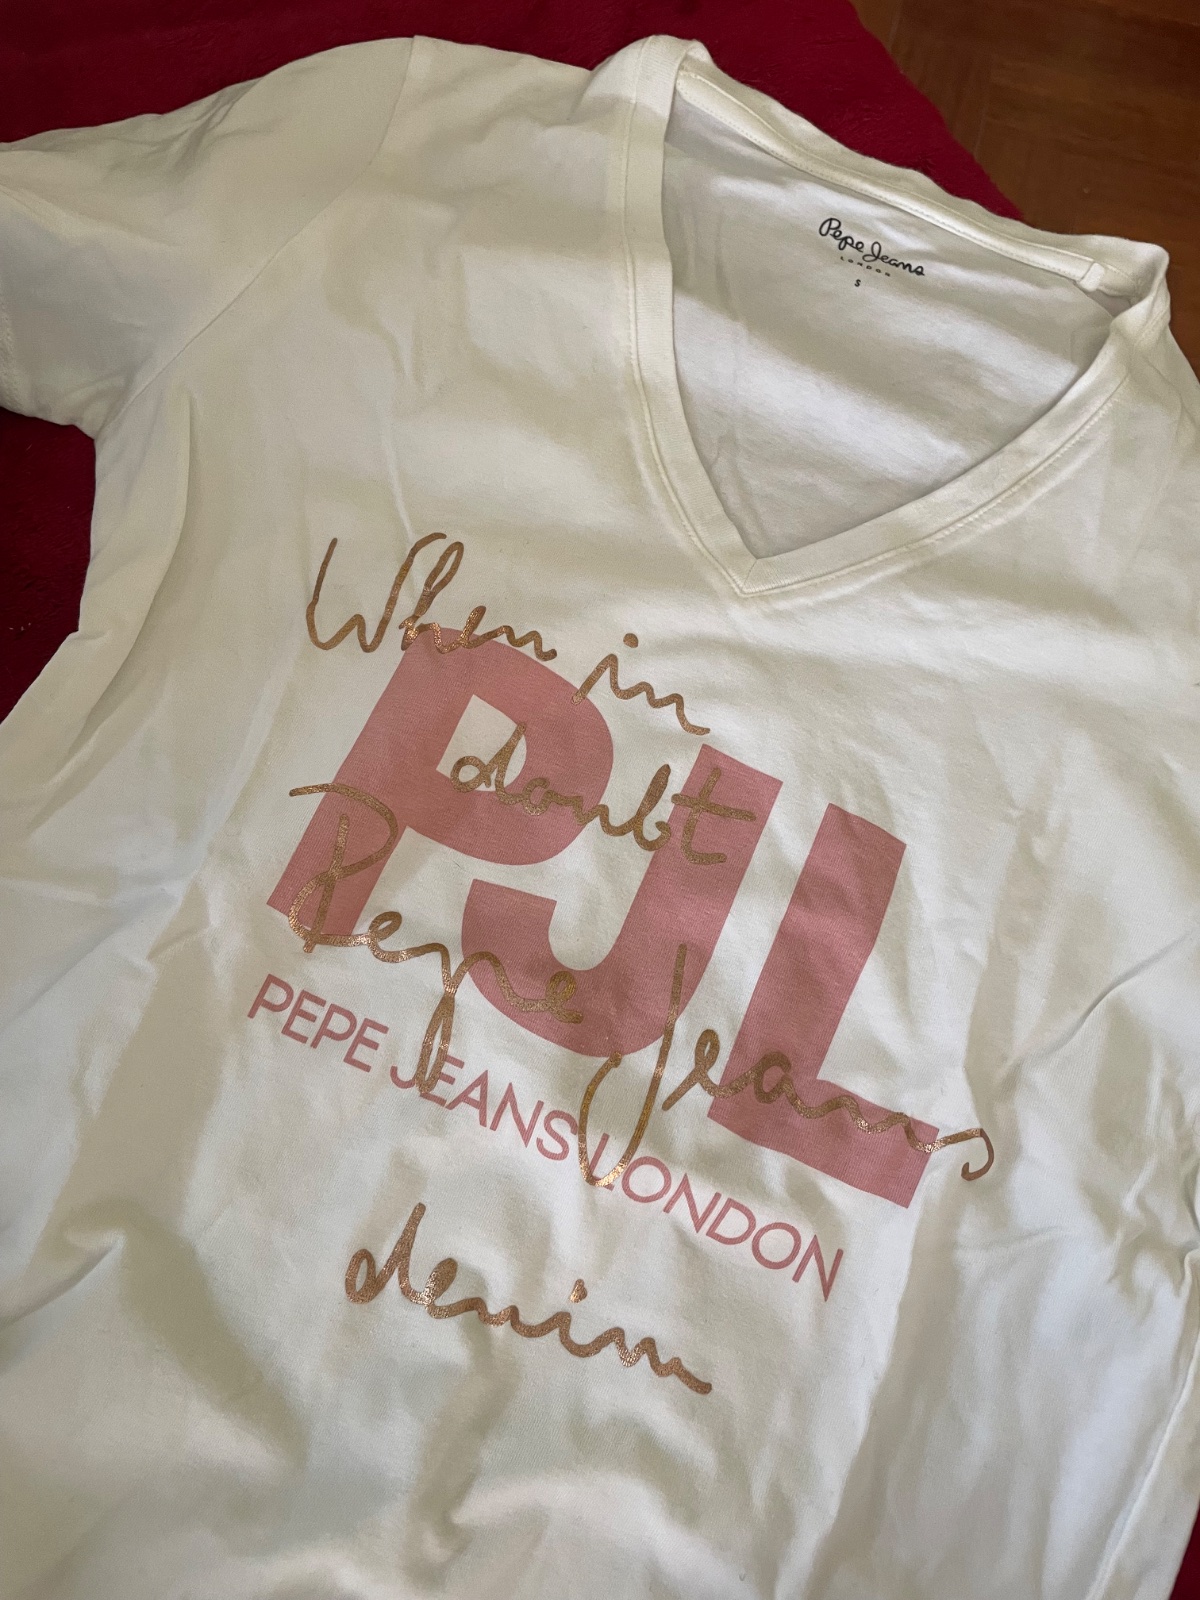 Pepe Jeans
LONDON
S
When in
doubt
PJL
Pepe Jeans
PEPE JEANS LONDON
denim